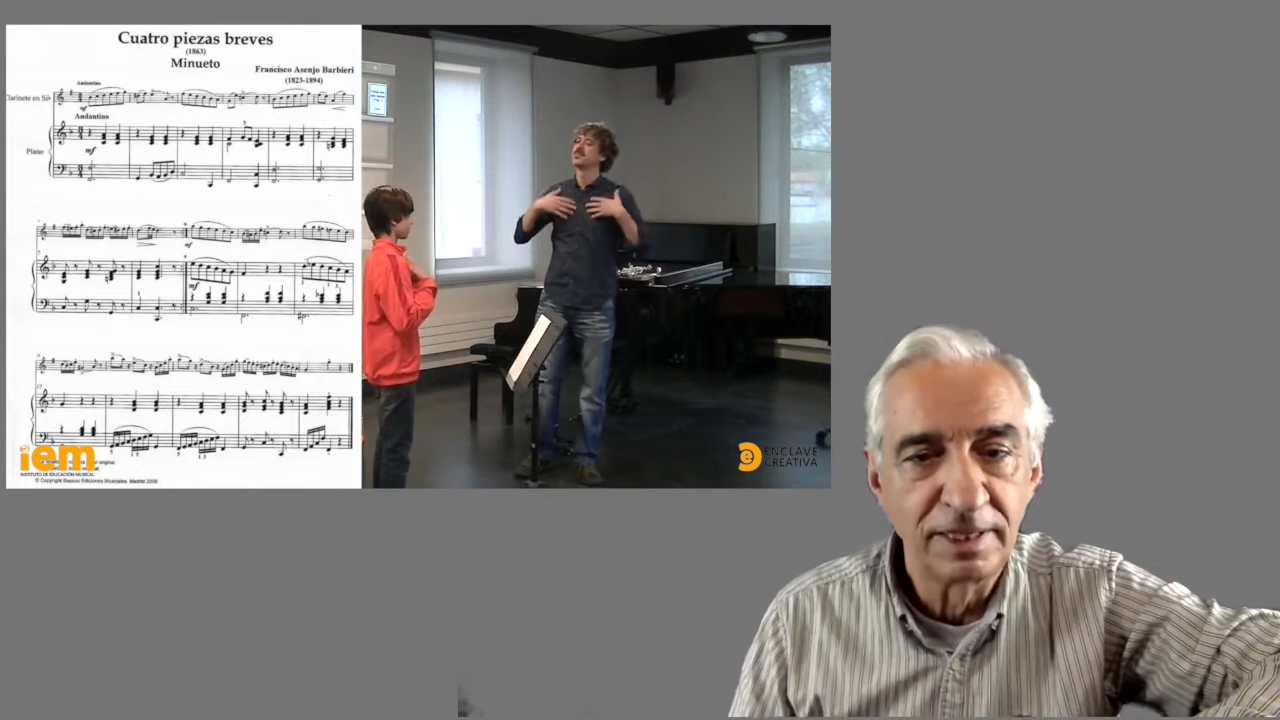 Cuatro piezas breves
(1863)
Minueto
Francisco Asenjo Barbieri
(1823-1894)
Andantino
Clarinete en Si♭
mf
Andantino
Piano
mf
mf
mf
iem
INSTITUTO DE EDUCACIÓN MUSICAL
© Copyright Bassus Ediciones Musicales, Madrid 2009
e ENCLAVE
CREATIVA